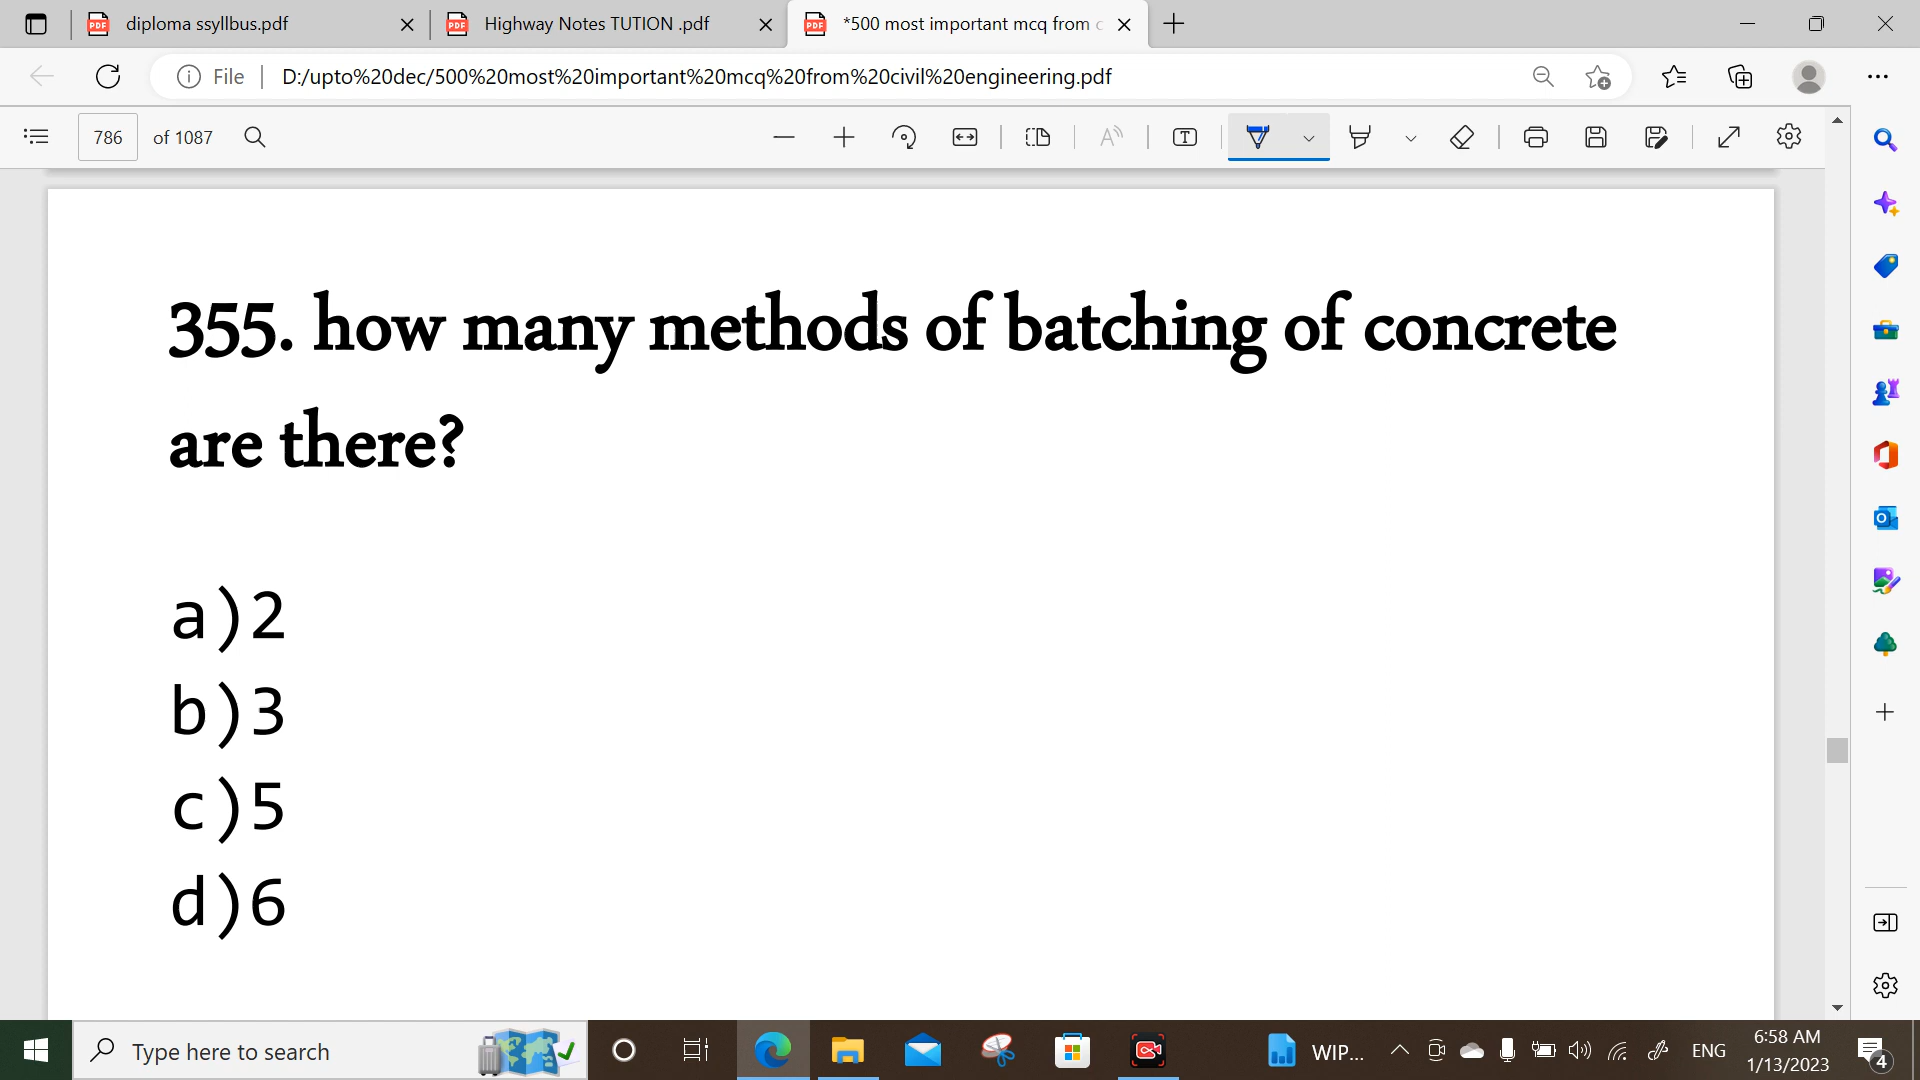 diploma ssyllbus.pdf
Highway Notes TUTION .pdf
*500 most important mcq from c
File
D:/upto%20dec/500%20most%20important%20mcq%20from%20civil%20engineering.pdf
786 of 1087
355. how many methods of batching of concrete
are there?
a)2
b)3
c)5
d)6
Type here to search
WIP...
ENG
6:58 AM
1/13/2023
4